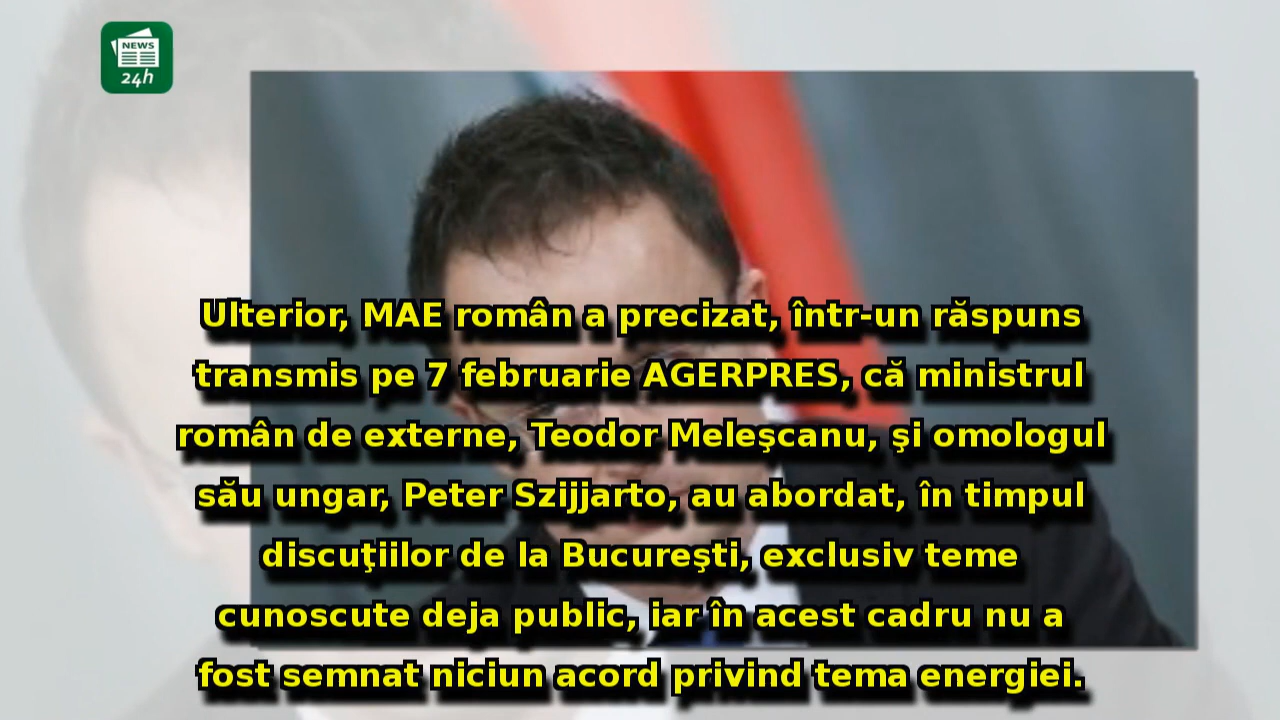 NEWS
24h
Ulterior, MAE român a precizat, într-un răspuns
transmis pe 7 februarie AGERPRES, că ministrul
român de externe, Teodor Meleşcanu, şi omologul
său ungar, Peter Szijjarto, au abordat, în timpul
discuţiilor de la Bucureşti, exclusiv teme
cunoscute deja public, iar în acest cadru nu a
fost semnat niciun acord privind tema energiei.